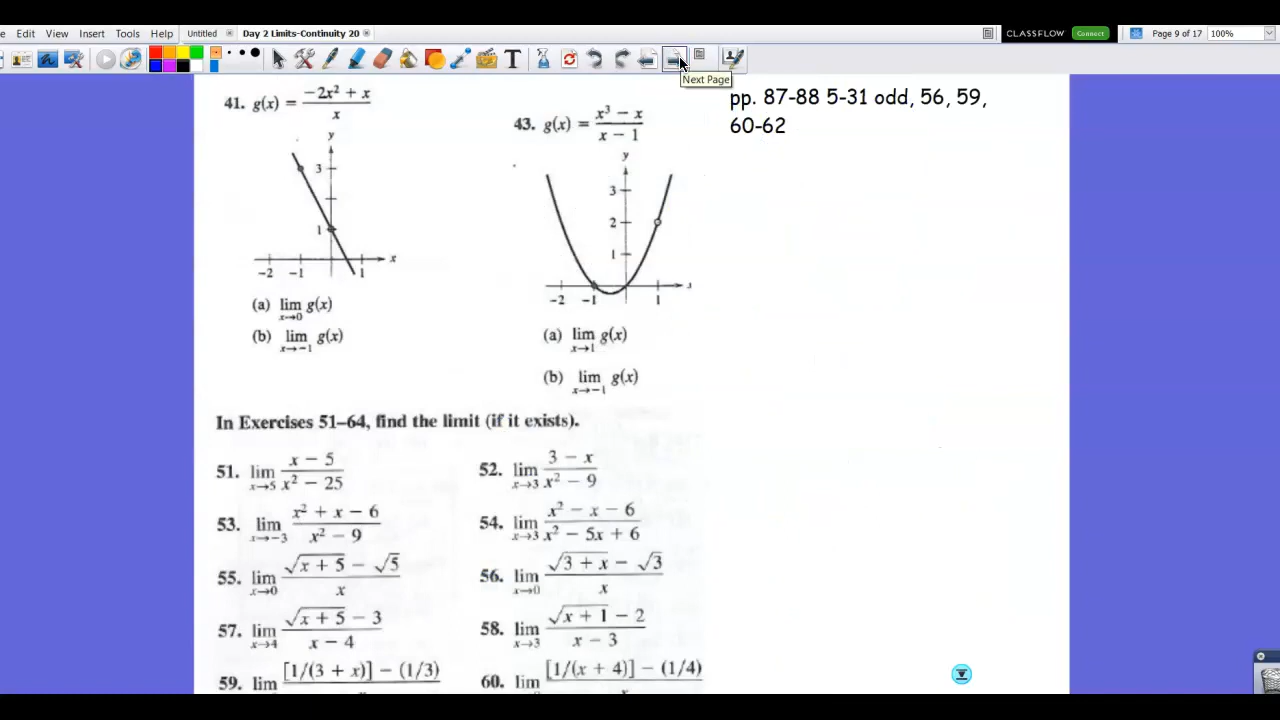 Edit View Insert Tools Help Untitled Day 2 Limits-Continuity 20 CLASSFLOW Connect Page 9 of 17 100%
T
Next Page
pp. 87-88 5-31 odd, 56, 59,
60-62
41. g(x) = −2x² + x / x
y
3
1
-2 -1 1 x
(a) lim x→0 g(x)
(b) lim x→−1 g(x)
43. g(x) = x³ − x / x − 1
y
3
2
1
-2 -1 1
(a) lim x→1 g(x)
(b) lim x→−1 g(x)
In Exercises 51–64, find the limit (if it exists).
51. lim x→5 x − 5 / x² − 25
52. lim x→3 3 − x / x² − 9
53. lim x→−3 x² + x − 6 / x² − 9
54. lim x→3 x² − x − 6 / x² − 5x + 6
55. lim x→0 √x + 5 − √5 / x
56. lim x→0 √3 + x − √3 / x
57. lim x→4 √x + 5 − 3 / x − 4
58. lim x→3 √x + 1 − 2 / x − 3
59. lim [1/(3 + x)] − (1/3)
60. lim [1/(x + 4)] − (1/4)